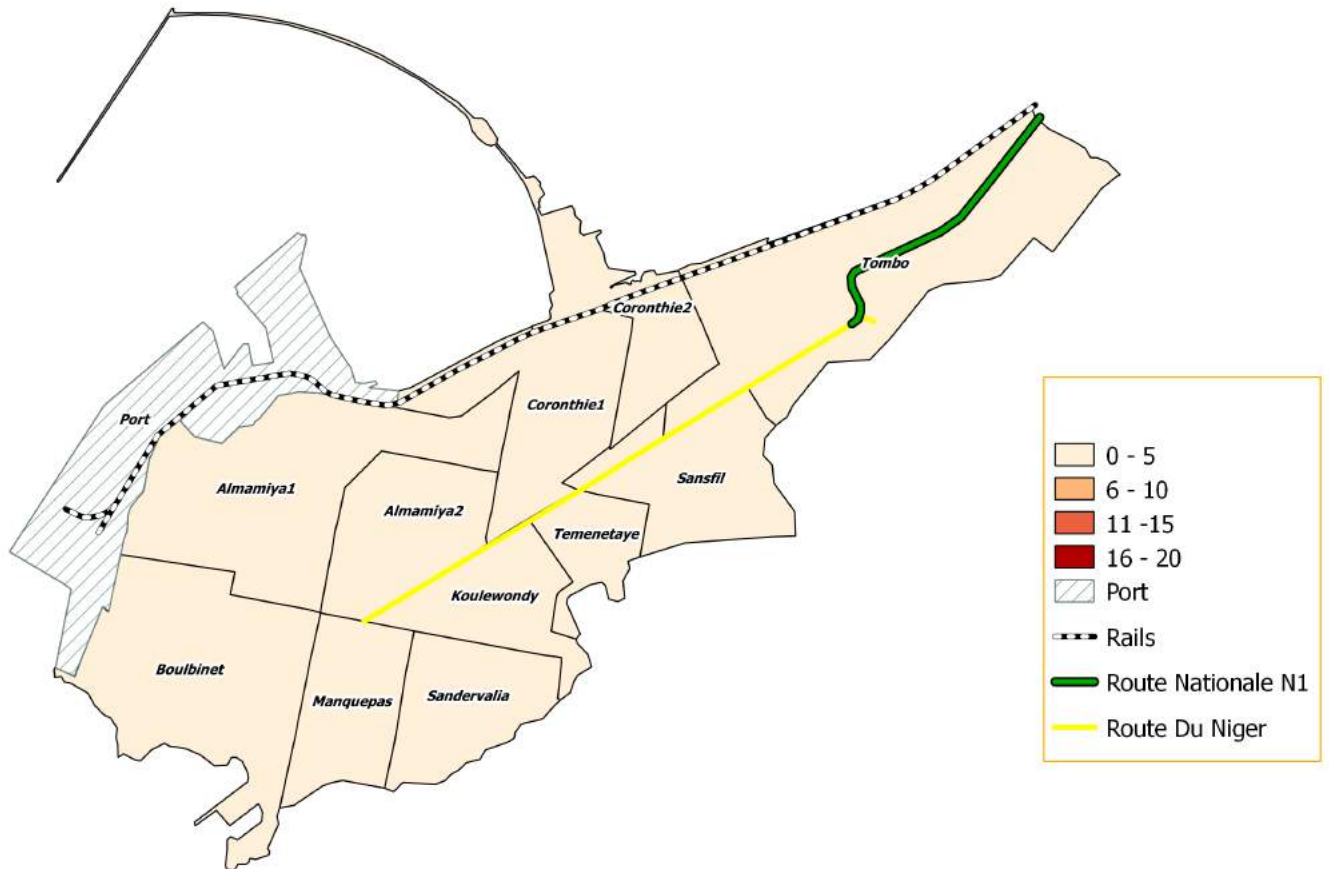 Tombo
Coronthie2
Coronthie1
Port
Sansfil
Almamiya1
Almamiya2
Temenetaye
Koulewondy
Boulbinet
Manquepas
Sandervalia
0 - 5
6 - 10
11 -15
16 - 20
Port
Rails
Route Nationale N1
Route Du Niger